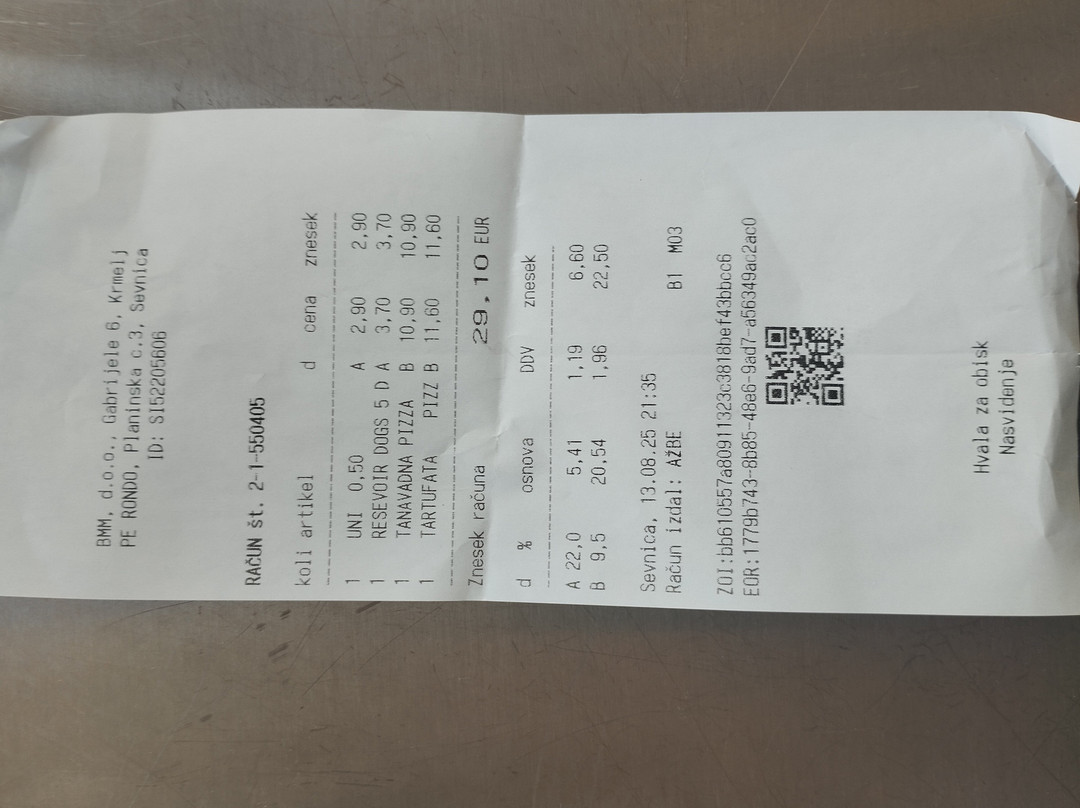 BMM, d.o.o., Gabrijele 6, Krmelj
PE RONDO, Planinska c.3, Sevnica
ID: SI52205606
RAČUN št. 2-1-550405
koli artikel d cena znesek
1 UNI 0,50 A 2,90 2,90
1 RESEVOIR DOGS 5 D A 3,70 3,70
1 TANAVADNA PIZZA B 10,90 10,90
1 TARTUFATA PIZZ B 11,60 11,60
Znesek računa 29,10 EUR
d % osnova DDV znesek
A 22,0 5,41 1,19 6,60
B 9,5 20,54 1,96 22,50
Sevnica, 13.08.25 21:35
Račun izdal: AŽBE B1 M03
ZOI:bb610557a80911323c3818bef43bbcc6
EOR:1779b743-8b85-48e6-9ad7-a56349ac2ac0
Hvala za obisk
Nasvidenje